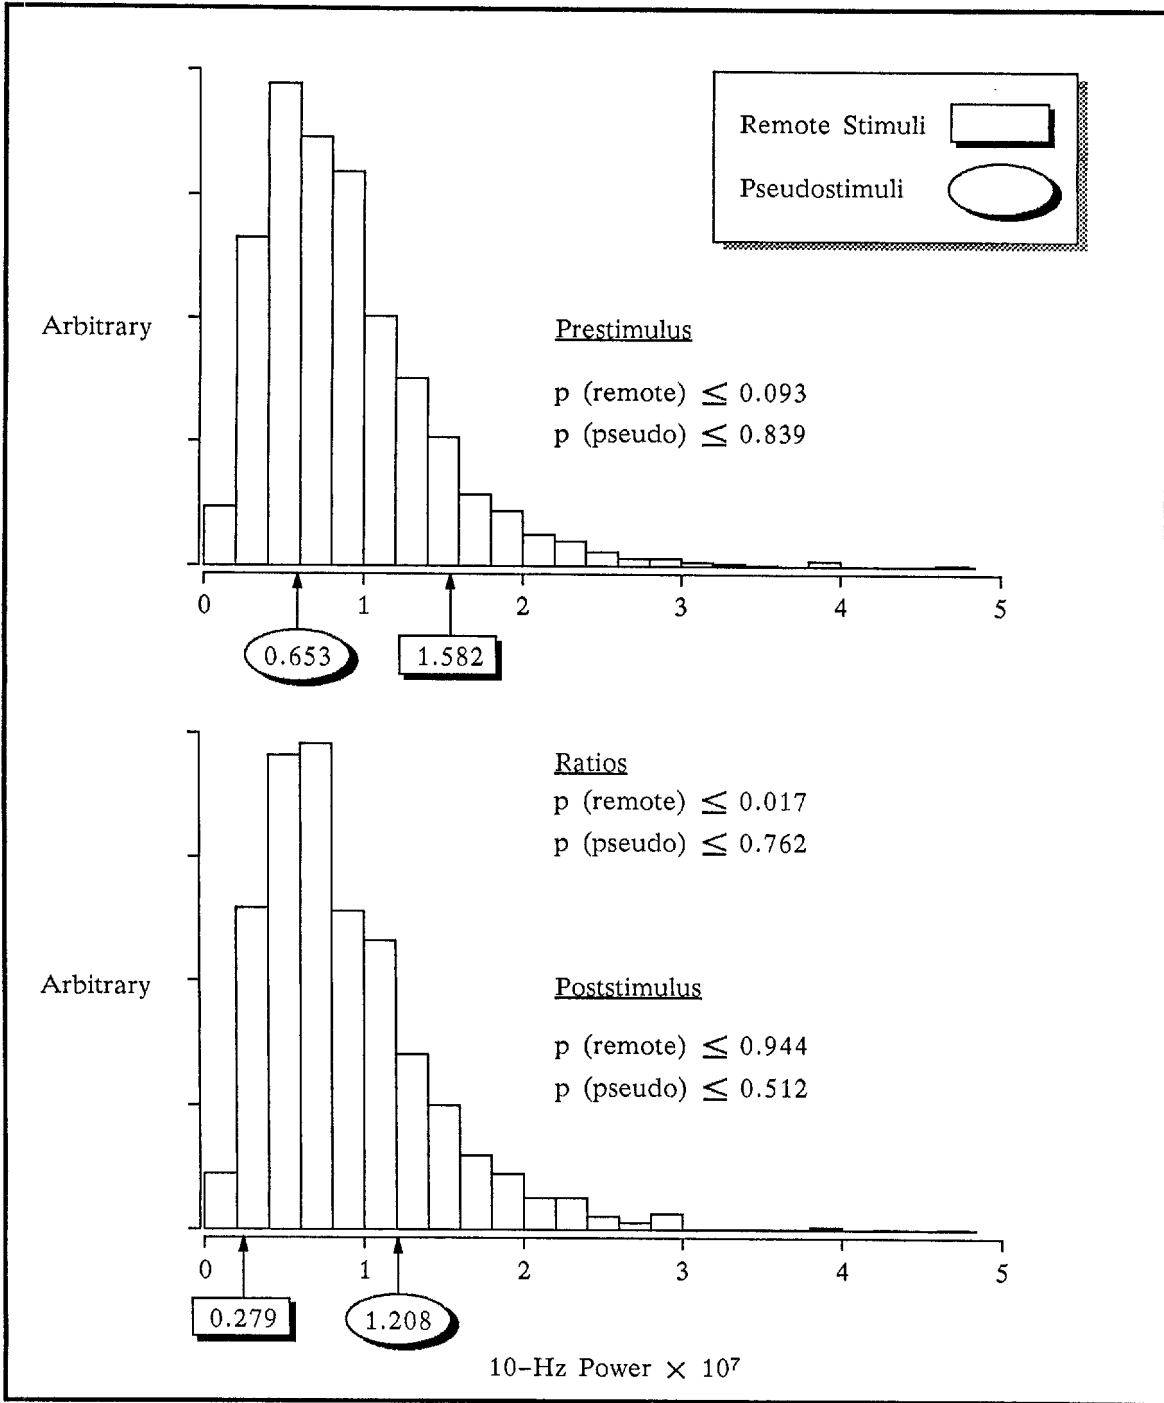 Remote Stimuli
Pseudostimuli
Arbitrary
Prestimulus
p (remote) ≤ 0.093
p (pseudo) ≤ 0.839
0 1 2 3 4 5
0.653 1.582
Ratios
p (remote) ≤ 0.017
p (pseudo) ≤ 0.762
Arbitrary
Poststimulus
p (remote) ≤ 0.944
p (pseudo) ≤ 0.512
0 1 2 3 4 5
0.279 1.208
10-Hz Power × 10⁷